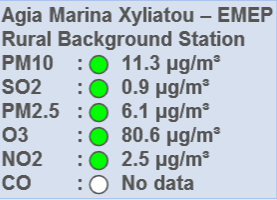 Agia Marina Xyliatou – EMEP
Rural Background Station
PM10 : 11.3 μg/m³
SO2 : 0.9 μg/m³
PM2.5 : 6.1 μg/m³
O3 : 80.6 μg/m³
NO2 : 2.5 μg/m³
CO : No data